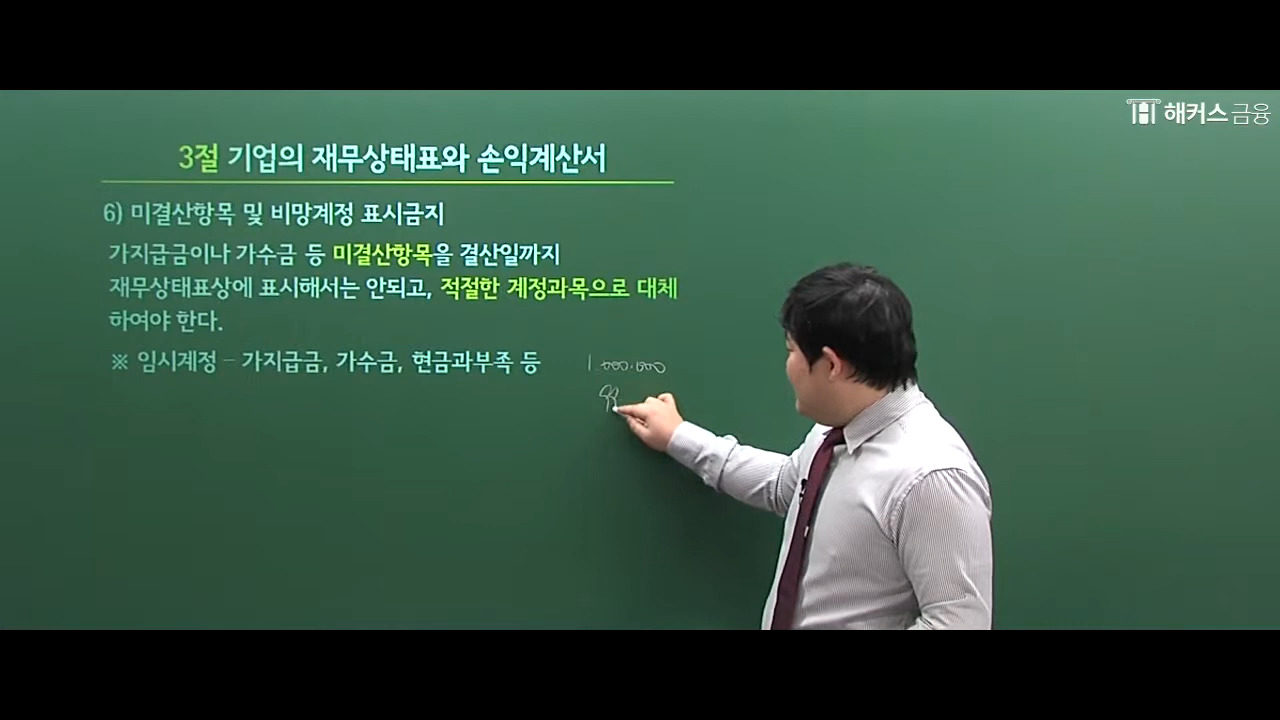 해커스금융
3절 기업의 재무상태표와 손익계산서
6) 미결산항목 및 비망계정 표시금지
가지급금이나 가수금 등 미결산항목을 결산일까지
재무상태표상에 표시해서는 안되고, 적절한 계정과목으로 대체
하여야 한다.
※ 임시계정 – 가지급금, 가수금, 현금과부족 등 1.000.000
99